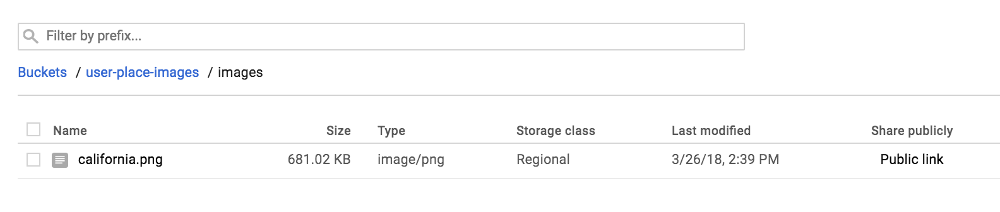 Filter by prefix...
Buckets / user-place-images / images
Name Size Type Storage class Last modified Share publicly
california.png 681.02 KB image/png Regional 3/26/18, 2:39 PM Public link